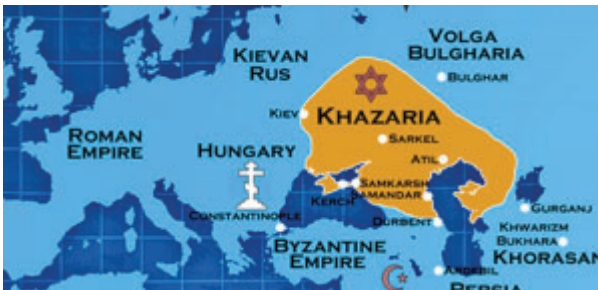 VOLGA
BULGHARIA
BULGHAR
KIEVAN
RUS
KIEV
KHAZARIA
SARKEL
ROMAN
EMPIRE
HUNGARY
ATIL
SAMKARSH
KERCH
SAMANDAR
CONSTANTINOPLE
DURBENT
GURGANJ
KHWARIZM
BUKHARA
KHORASAN
BYZANTINE
EMPIRE
ARDEBIL
PERSIA